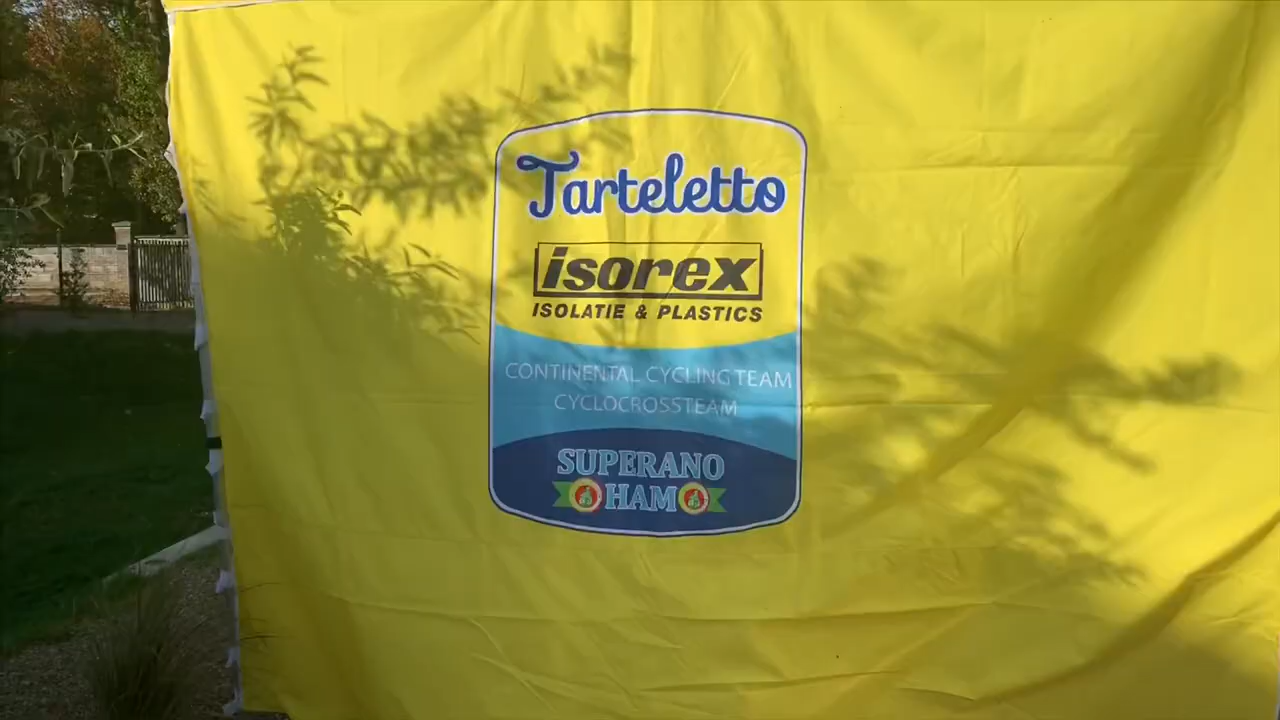 Tarteletto
isorex
ISOLATIE & PLASTICS
CONTINENTAL CYCLING TEAM
CYCLOCROSSTEAM
SUPERANO
HAM